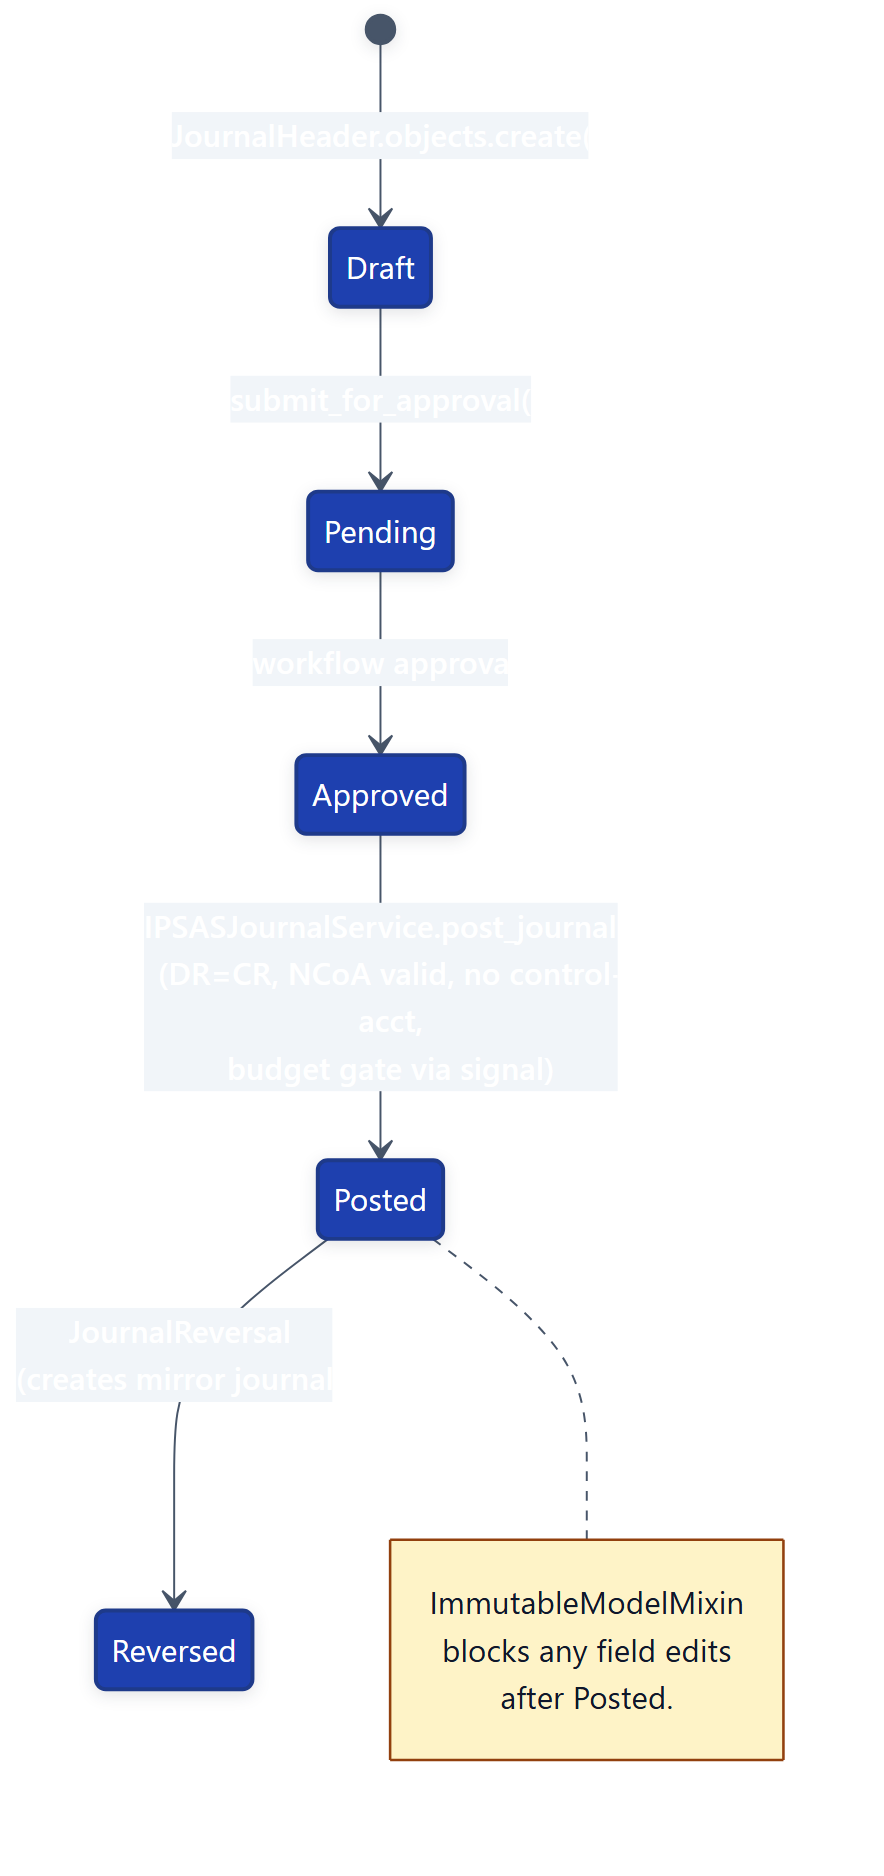 JournalHeader.objects.create(
Draft
submit_for_approval(
Pending
workflow approva
Approved
IPSASJournalService.post_journal
(DR=CR, NCoA valid, no control-
acct,
budget gate via signal)
Posted
JournalReversal
(creates mirror journal
Reversed
ImmutableModelMixin
blocks any field edits
after Posted.